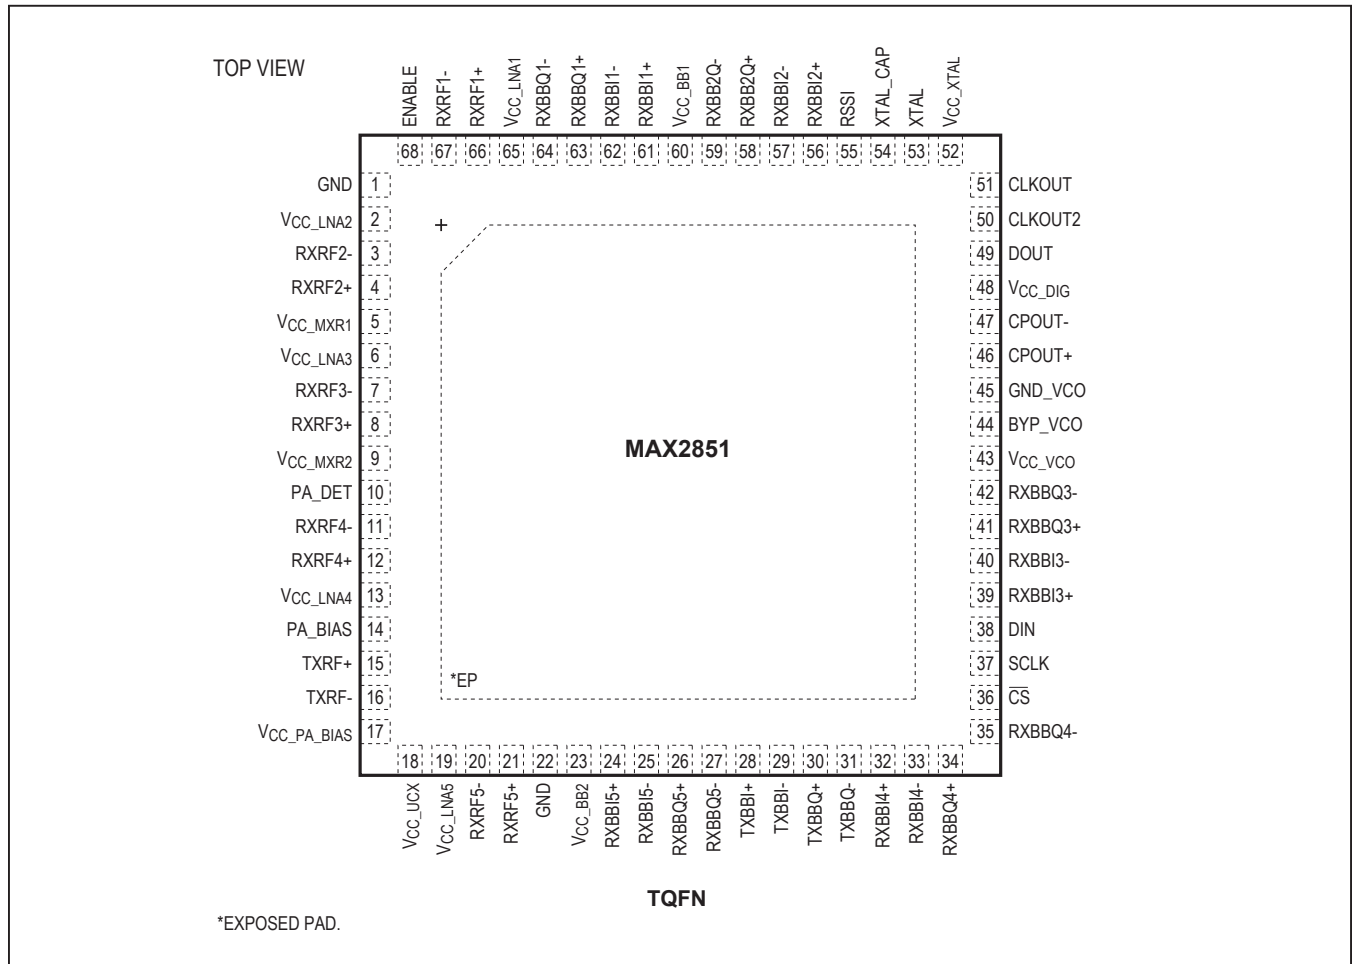 TOP VIEW
ENABLE
RXRF1-
RXRF1+
VCC_LNA1
RXBBQ1-
RXBBQ1+
RXBBI1-
RXBBI1+
VCC_BB1
RXBB2Q-
RXBB2Q+
RXBBI2-
RXBBI2+
RSSI
XTAL_CAP
XTAL
VCC_XTAL
68 67 66 65 64 63 62 61 60 59 58 57 56 55 54 53 52
GND 1
VCC_LNA2 2
RXRF2- 3
RXRF2+ 4
VCC_MXR1 5
VCC_LNA3 6
RXRF3- 7
RXRF3+ 8
VCC_MXR2 9
PA_DET 10
RXRF4- 11
RXRF4+ 12
VCC_LNA4 13
PA_BIAS 14
TXRF+ 15
TXRF- 16
VCC_PA_BIAS 17
+
MAX2851
*EP
51 CLKOUT
50 CLKOUT2
49 DOUT
48 VCC_DIG
47 CPOUT-
46 CPOUT+
45 GND_VCO
44 BYP_VCO
43 VCC_VCO
42 RXBBQ3-
41 RXBBQ3+
40 RXBBI3-
39 RXBBI3+
38 DIN
37 SCLK
36 C̅S̅
35 RXBBQ4-
18 19 20 21 22 23 24 25 26 27 28 29 30 31 32 33 34
VCC_UCX
VCC_LNA5
RXRF5-
RXRF5+
GND
VCC_BB2
RXBBI5+
RXBBI5-
RXBBQ5+
RXBBQ5-
TXBBI+
TXBBI-
TXBBQ+
TXBBQ-
RXBBI4+
RXBBI4-
RXBBQ4+
TQFN
*EXPOSED PAD.